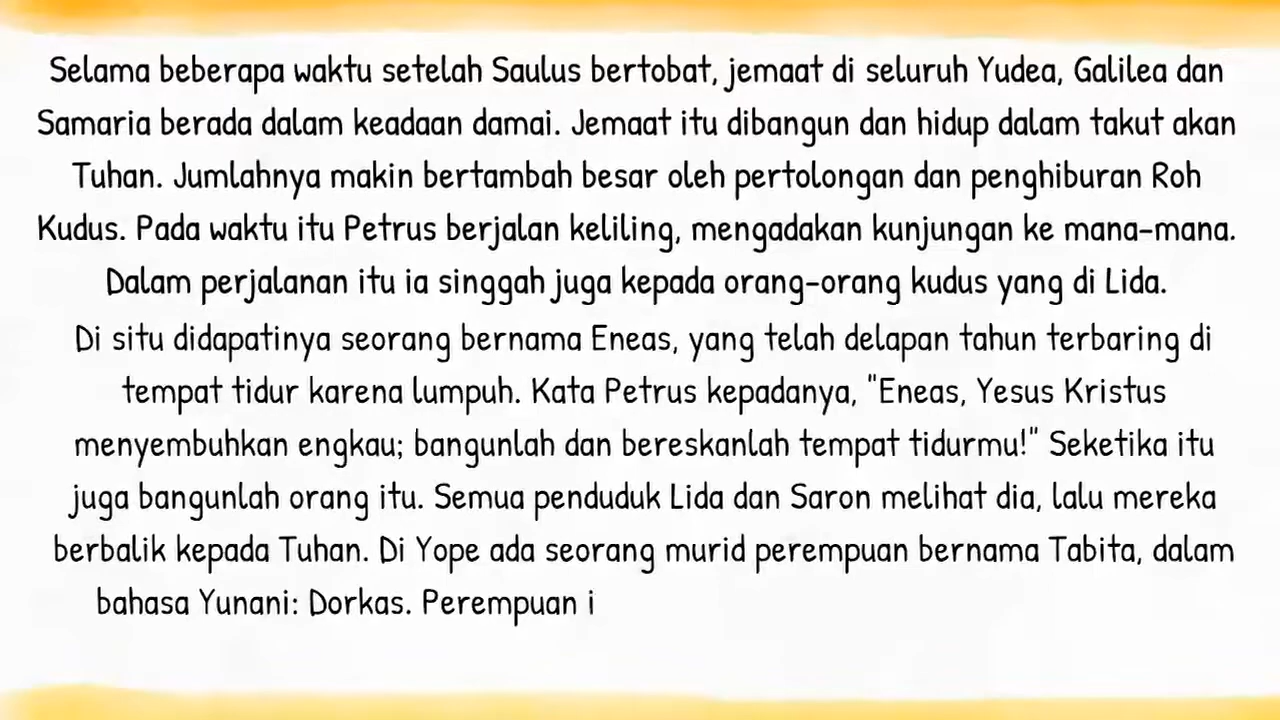 Selama beberapa waktu setelah Saulus bertobat, jemaat di seluruh Yudea, Galilea dan
Samaria berada dalam keadaan damai. Jemaat itu dibangun dan hidup dalam takut akan
Tuhan. Jumlahnya makin bertambah besar oleh pertolongan dan penghiburan Roh
Kudus. Pada waktu itu Petrus berjalan keliling, mengadakan kunjungan ke mana-mana.
Dalam perjalanan itu ia singgah juga kepada orang-orang kudus yang di Lida.
Di situ didapatinya seorang bernama Eneas, yang telah delapan tahun terbaring di
tempat tidur karena lumpuh. Kata Petrus kepadanya, "Eneas, Yesus Kristus
menyembuhkan engkau; bangunlah dan bereskanlah tempat tidurmu!" Seketika itu
juga bangunlah orang itu. Semua penduduk Lida dan Saron melihat dia, lalu mereka
berbalik kepada Tuhan. Di Yope ada seorang murid perempuan bernama Tabita, dalam
bahasa Yunani: Dorkas. Perempuan i